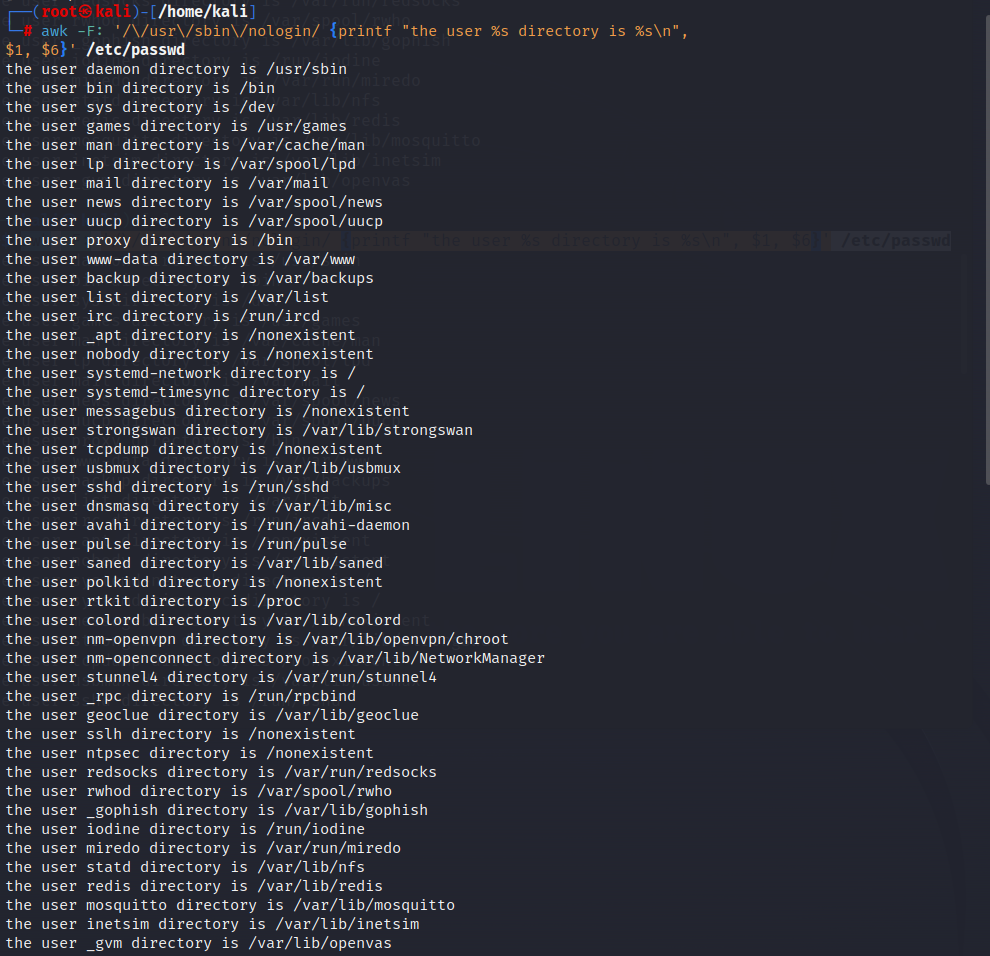 ┌──(root㉿kali)-[/home/kali]
└─# awk -F: '/\/usr\/sbin\/nologin/ {printf "the user %s directory is %s\n",
$1, $6}' /etc/passwd
the user daemon directory is /usr/sbin
the user bin directory is /bin
the user sys directory is /dev
the user games directory is /usr/games
the user man directory is /var/cache/man
the user lp directory is /var/spool/lpd
the user mail directory is /var/mail
the user news directory is /var/spool/news
the user uucp directory is /var/spool/uucp
the user proxy directory is /bin
the user www-data directory is /var/www
the user backup directory is /var/backups
the user list directory is /var/list
the user irc directory is /run/ircd
the user _apt directory is /nonexistent
the user nobody directory is /nonexistent
the user systemd-network directory is /
the user systemd-timesync directory is /
the user messagebus directory is /nonexistent
the user strongswan directory is /var/lib/strongswan
the user tcpdump directory is /nonexistent
the user usbmux directory is /var/lib/usbmux
the user sshd directory is /run/sshd
the user dnsmasq directory is /var/lib/misc
the user avahi directory is /run/avahi-daemon
the user pulse directory is /run/pulse
the user saned directory is /var/lib/saned
the user polkitd directory is /nonexistent
the user rtkit directory is /proc
the user colord directory is /var/lib/colord
the user nm-openvpn directory is /var/lib/openvpn/chroot
the user nm-openconnect directory is /var/lib/NetworkManager
the user stunnel4 directory is /var/run/stunnel4
the user _rpc directory is /run/rpcbind
the user geoclue directory is /var/lib/geoclue
the user sslh directory is /nonexistent
the user ntpsec directory is /nonexistent
the user redsocks directory is /var/run/redsocks
the user rwhod directory is /var/spool/rwho
the user _gophish directory is /var/lib/gophish
the user iodine directory is /run/iodine
the user miredo directory is /var/run/miredo
the user statd directory is /var/lib/nfs
the user redis directory is /var/lib/redis
the user mosquitto directory is /var/lib/mosquitto
the user inetsim directory is /var/lib/inetsim
the user _gvm directory is /var/lib/openvas